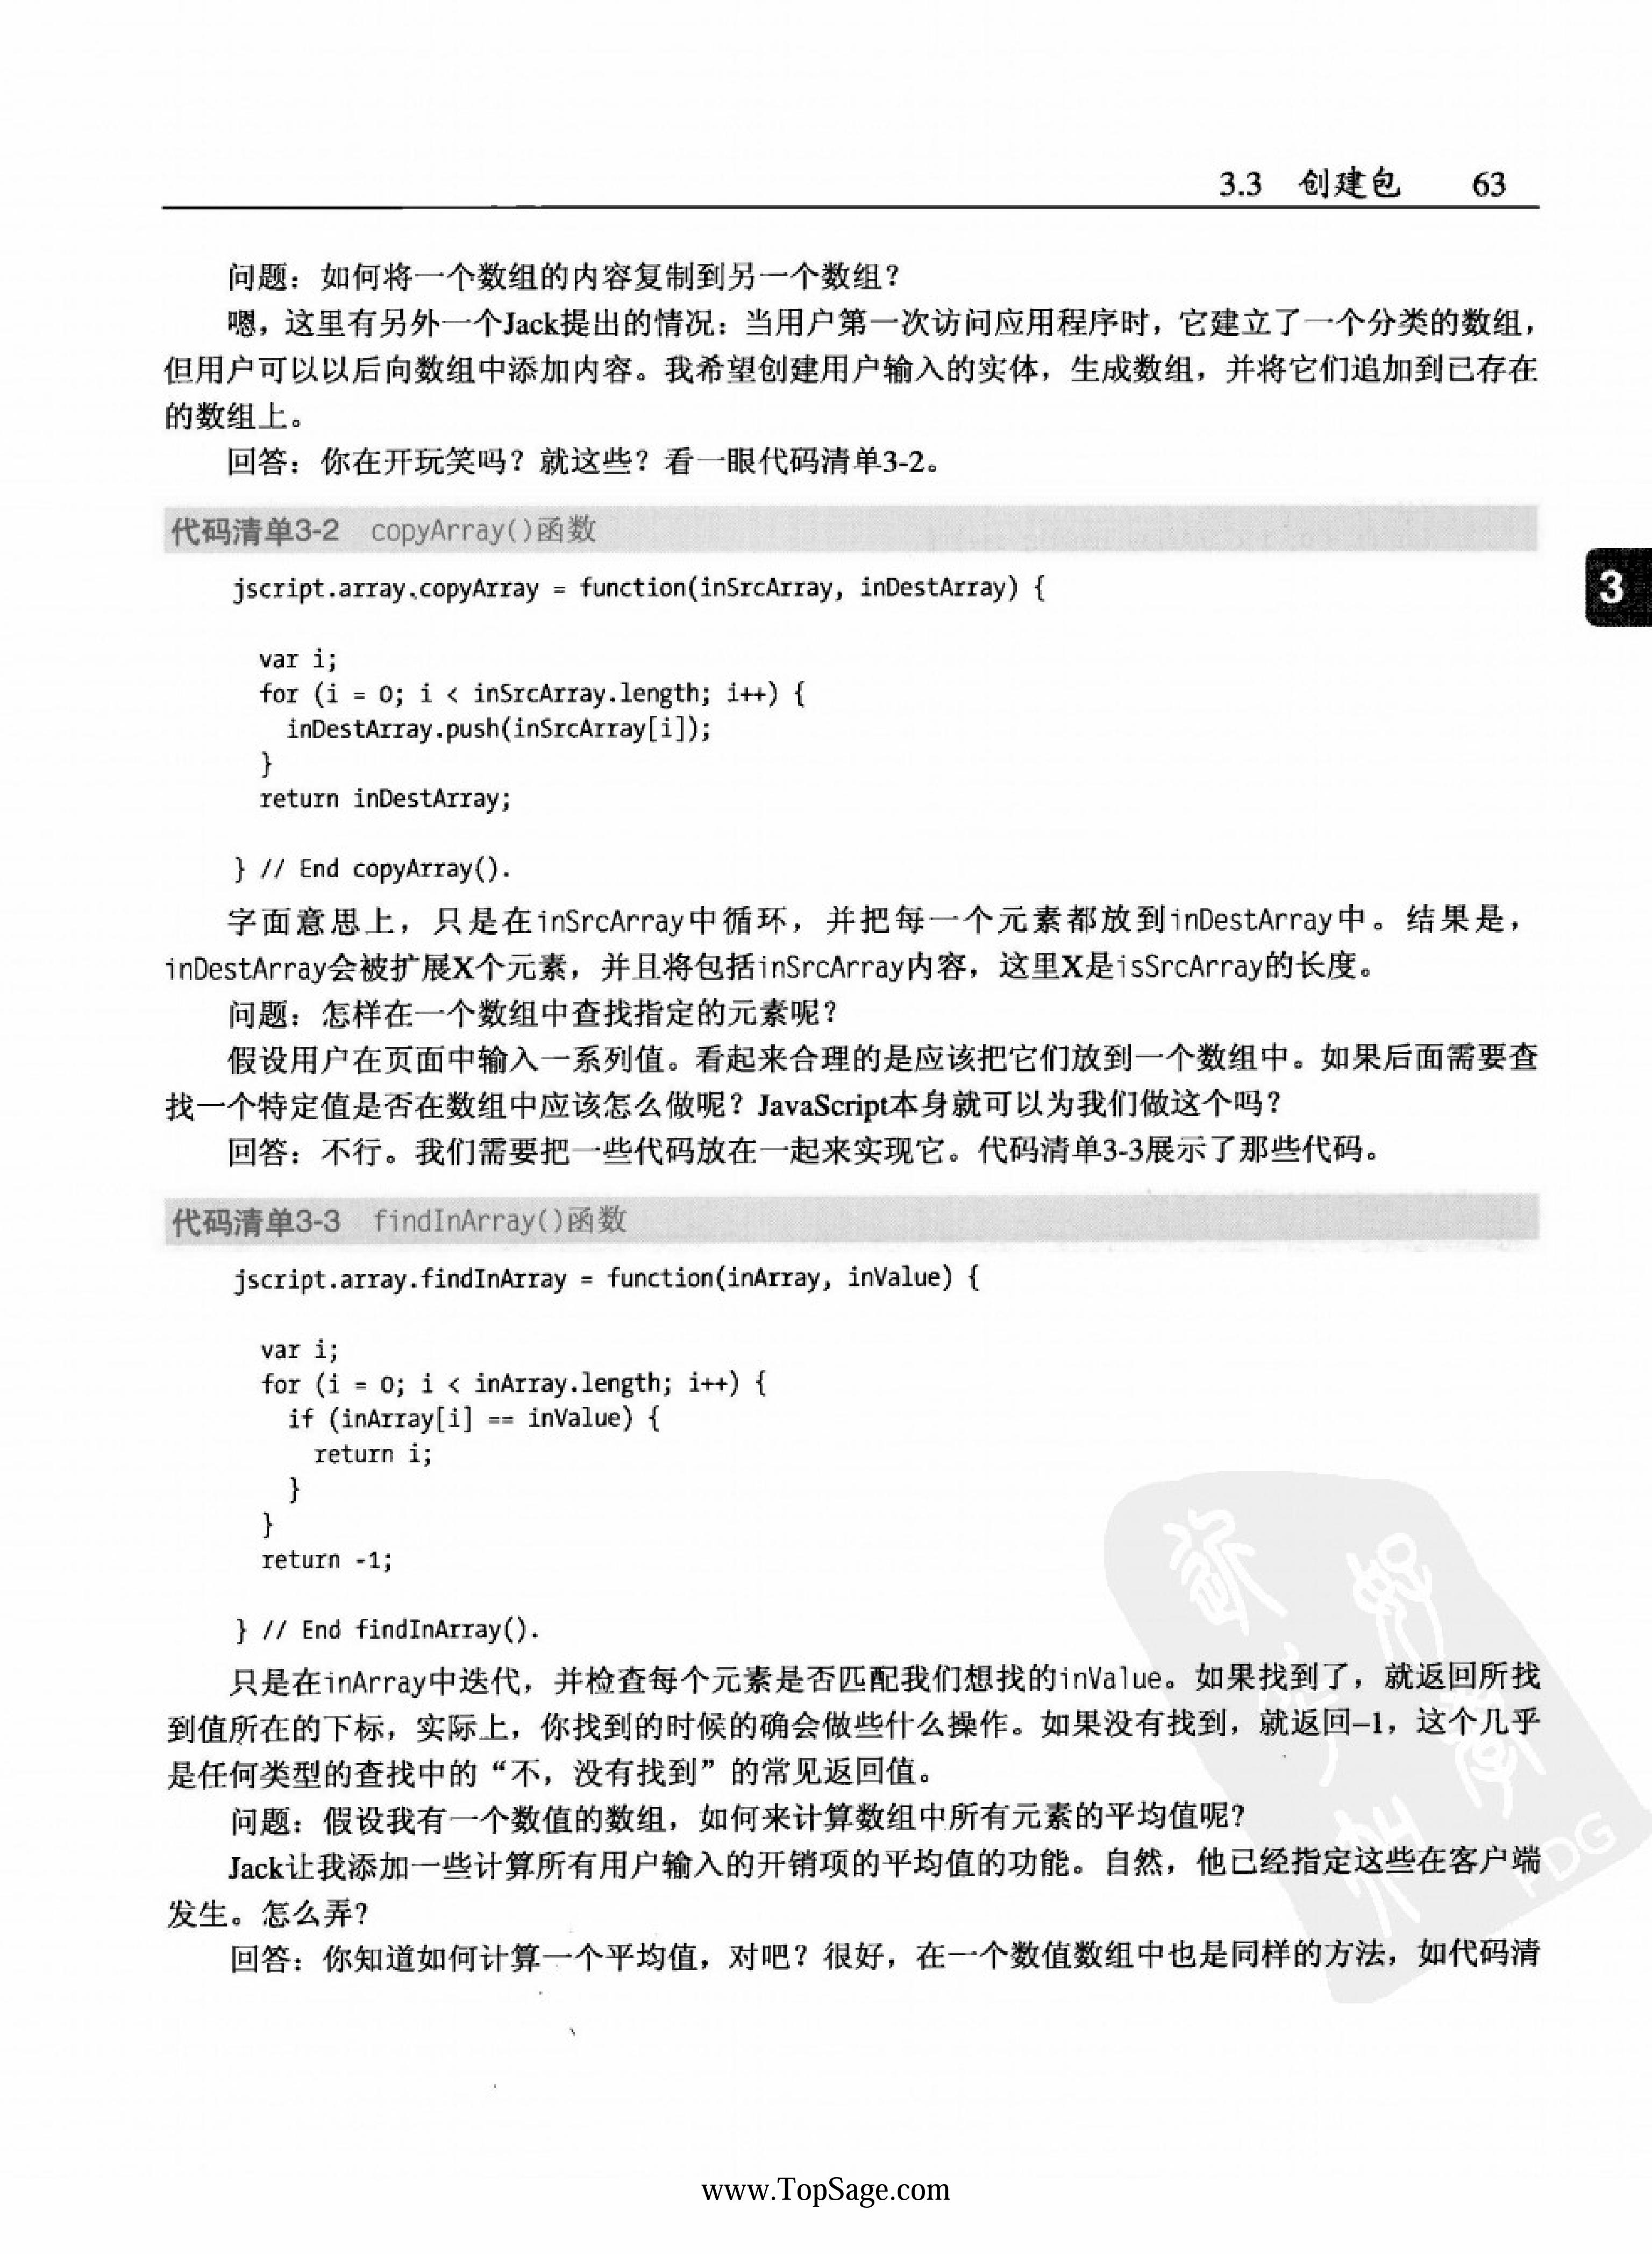 3.3 创建包 63
问题：如何将一个数组的内容复制到另一个数组？
嗯，这里有另外一个Jack提出的情况：当用户第一次访问应用程序时，它建立了一个分类的数组，
但用户可以以后向数组中添加内容。我希望创建用户输入的实体，生成数组，并将它们追加到已存在
的数组上。
回答：你在开玩笑吗？就这些？看一眼代码清单3-2。
代码清单3-2 copyArray()函数
jscript.array.copyArray = function(inSrcArray, inDestArray) {
3
var i;
for (i = 0; i < inSrcArray.length; i++) {
inDestArray.push(inSrcArray[i]);
}
return inDestArray;
} // End copyArray().
字面意思上，只是在inSrcArray中循环，并把每一个元素都放到inDestArray中。结果是，
inDestArray会被扩展X个元素，并且将包括inSrcArray内容，这里X是isSrcArray的长度。
问题：怎样在一个数组中查找指定的元素呢？
假设用户在页面中输入一系列值。看起来合理的是应该把它们放到一个数组中。如果后面需要查
找一个特定值是否在数组中应该怎么做呢？JavaScript本身就可以为我们做这个吗？
回答：不行。我们需要把一些代码放在一起来实现它。代码清单3-3展示了那些代码。
代码清单3-3 findInArray()函数
jscript.array.findInArray = function(inArray, inValue) {
var i;
for (i = 0; i < inArray.length; i++) {
if (inArray[i] == inValue) {
return i;
}
}
return -1;
} // End findInArray().
只是在inArray中迭代，并检查每个元素是否匹配我们想找的inValue。如果找到了，就返回所找
到值所在的下标，实际上，你找到的时候的确会做些什么操作。如果没有找到，就返回–1，这个几乎
是任何类型的查找中的“不，没有找到”的常见返回值。
问题：假设我有一个数值的数组，如何来计算数组中所有元素的平均值呢？
Jack让我添加一些计算所有用户输入的开销项的平均值的功能。自然，他已经指定这些在客户端
发生。怎么弄？
回答：你知道如何计算一个平均值，对吧？很好，在一个数值数组中也是同样的方法，如代码清
PDG
www.TopSage.com